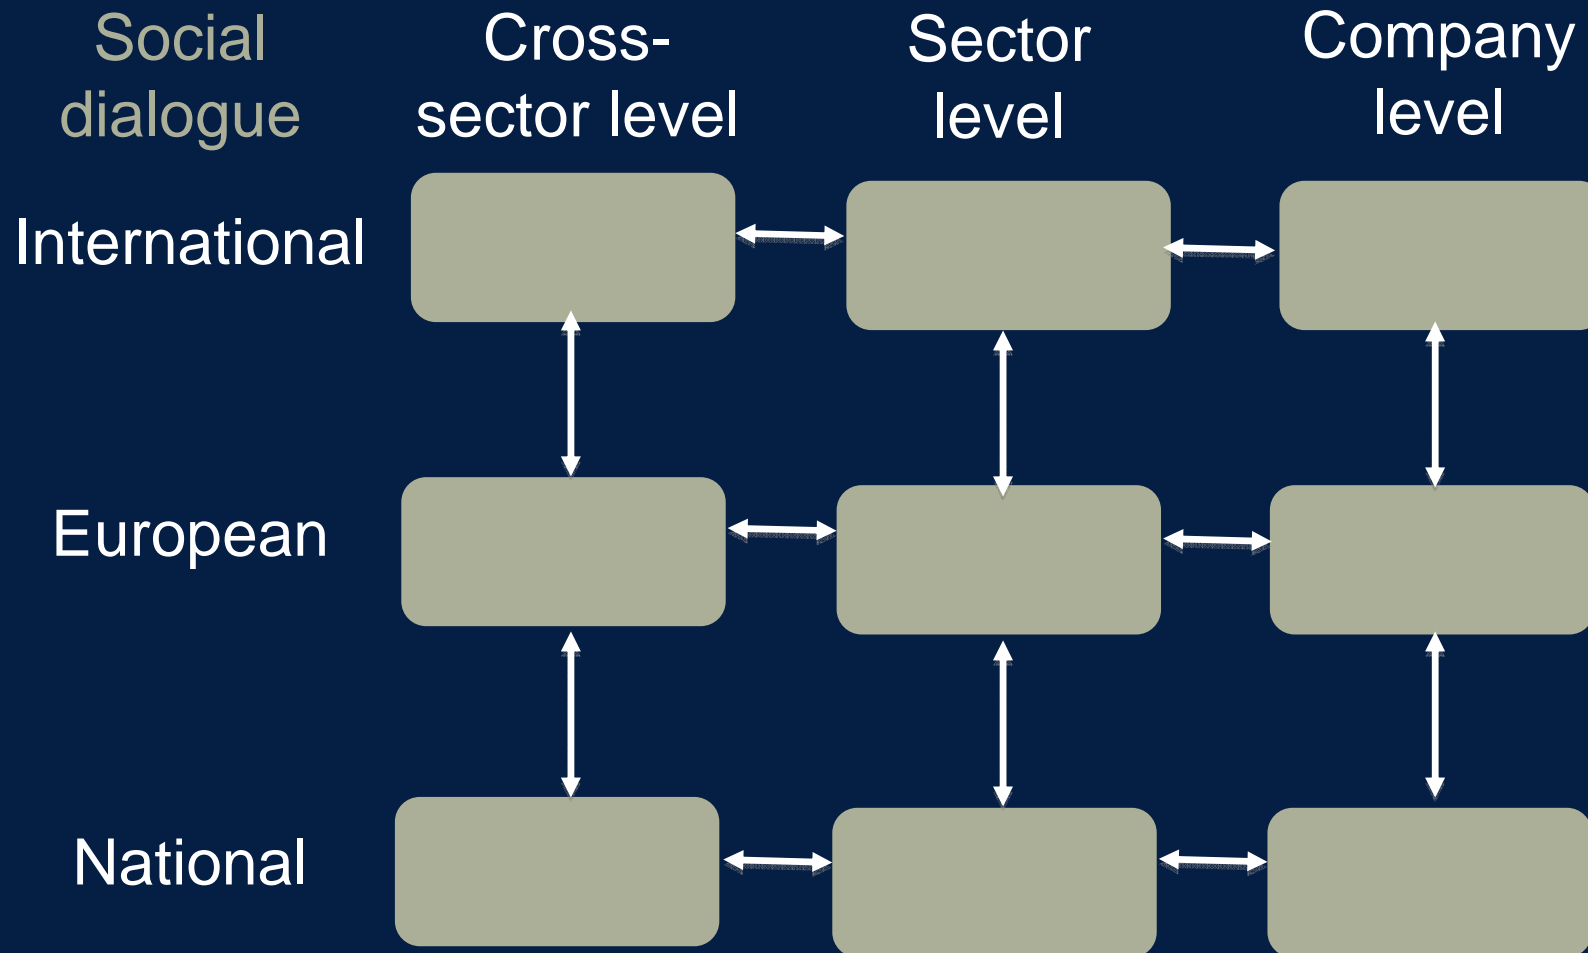 Social
dialogue
Cross-
sector level
Sector
level
Company
level
International
European
National